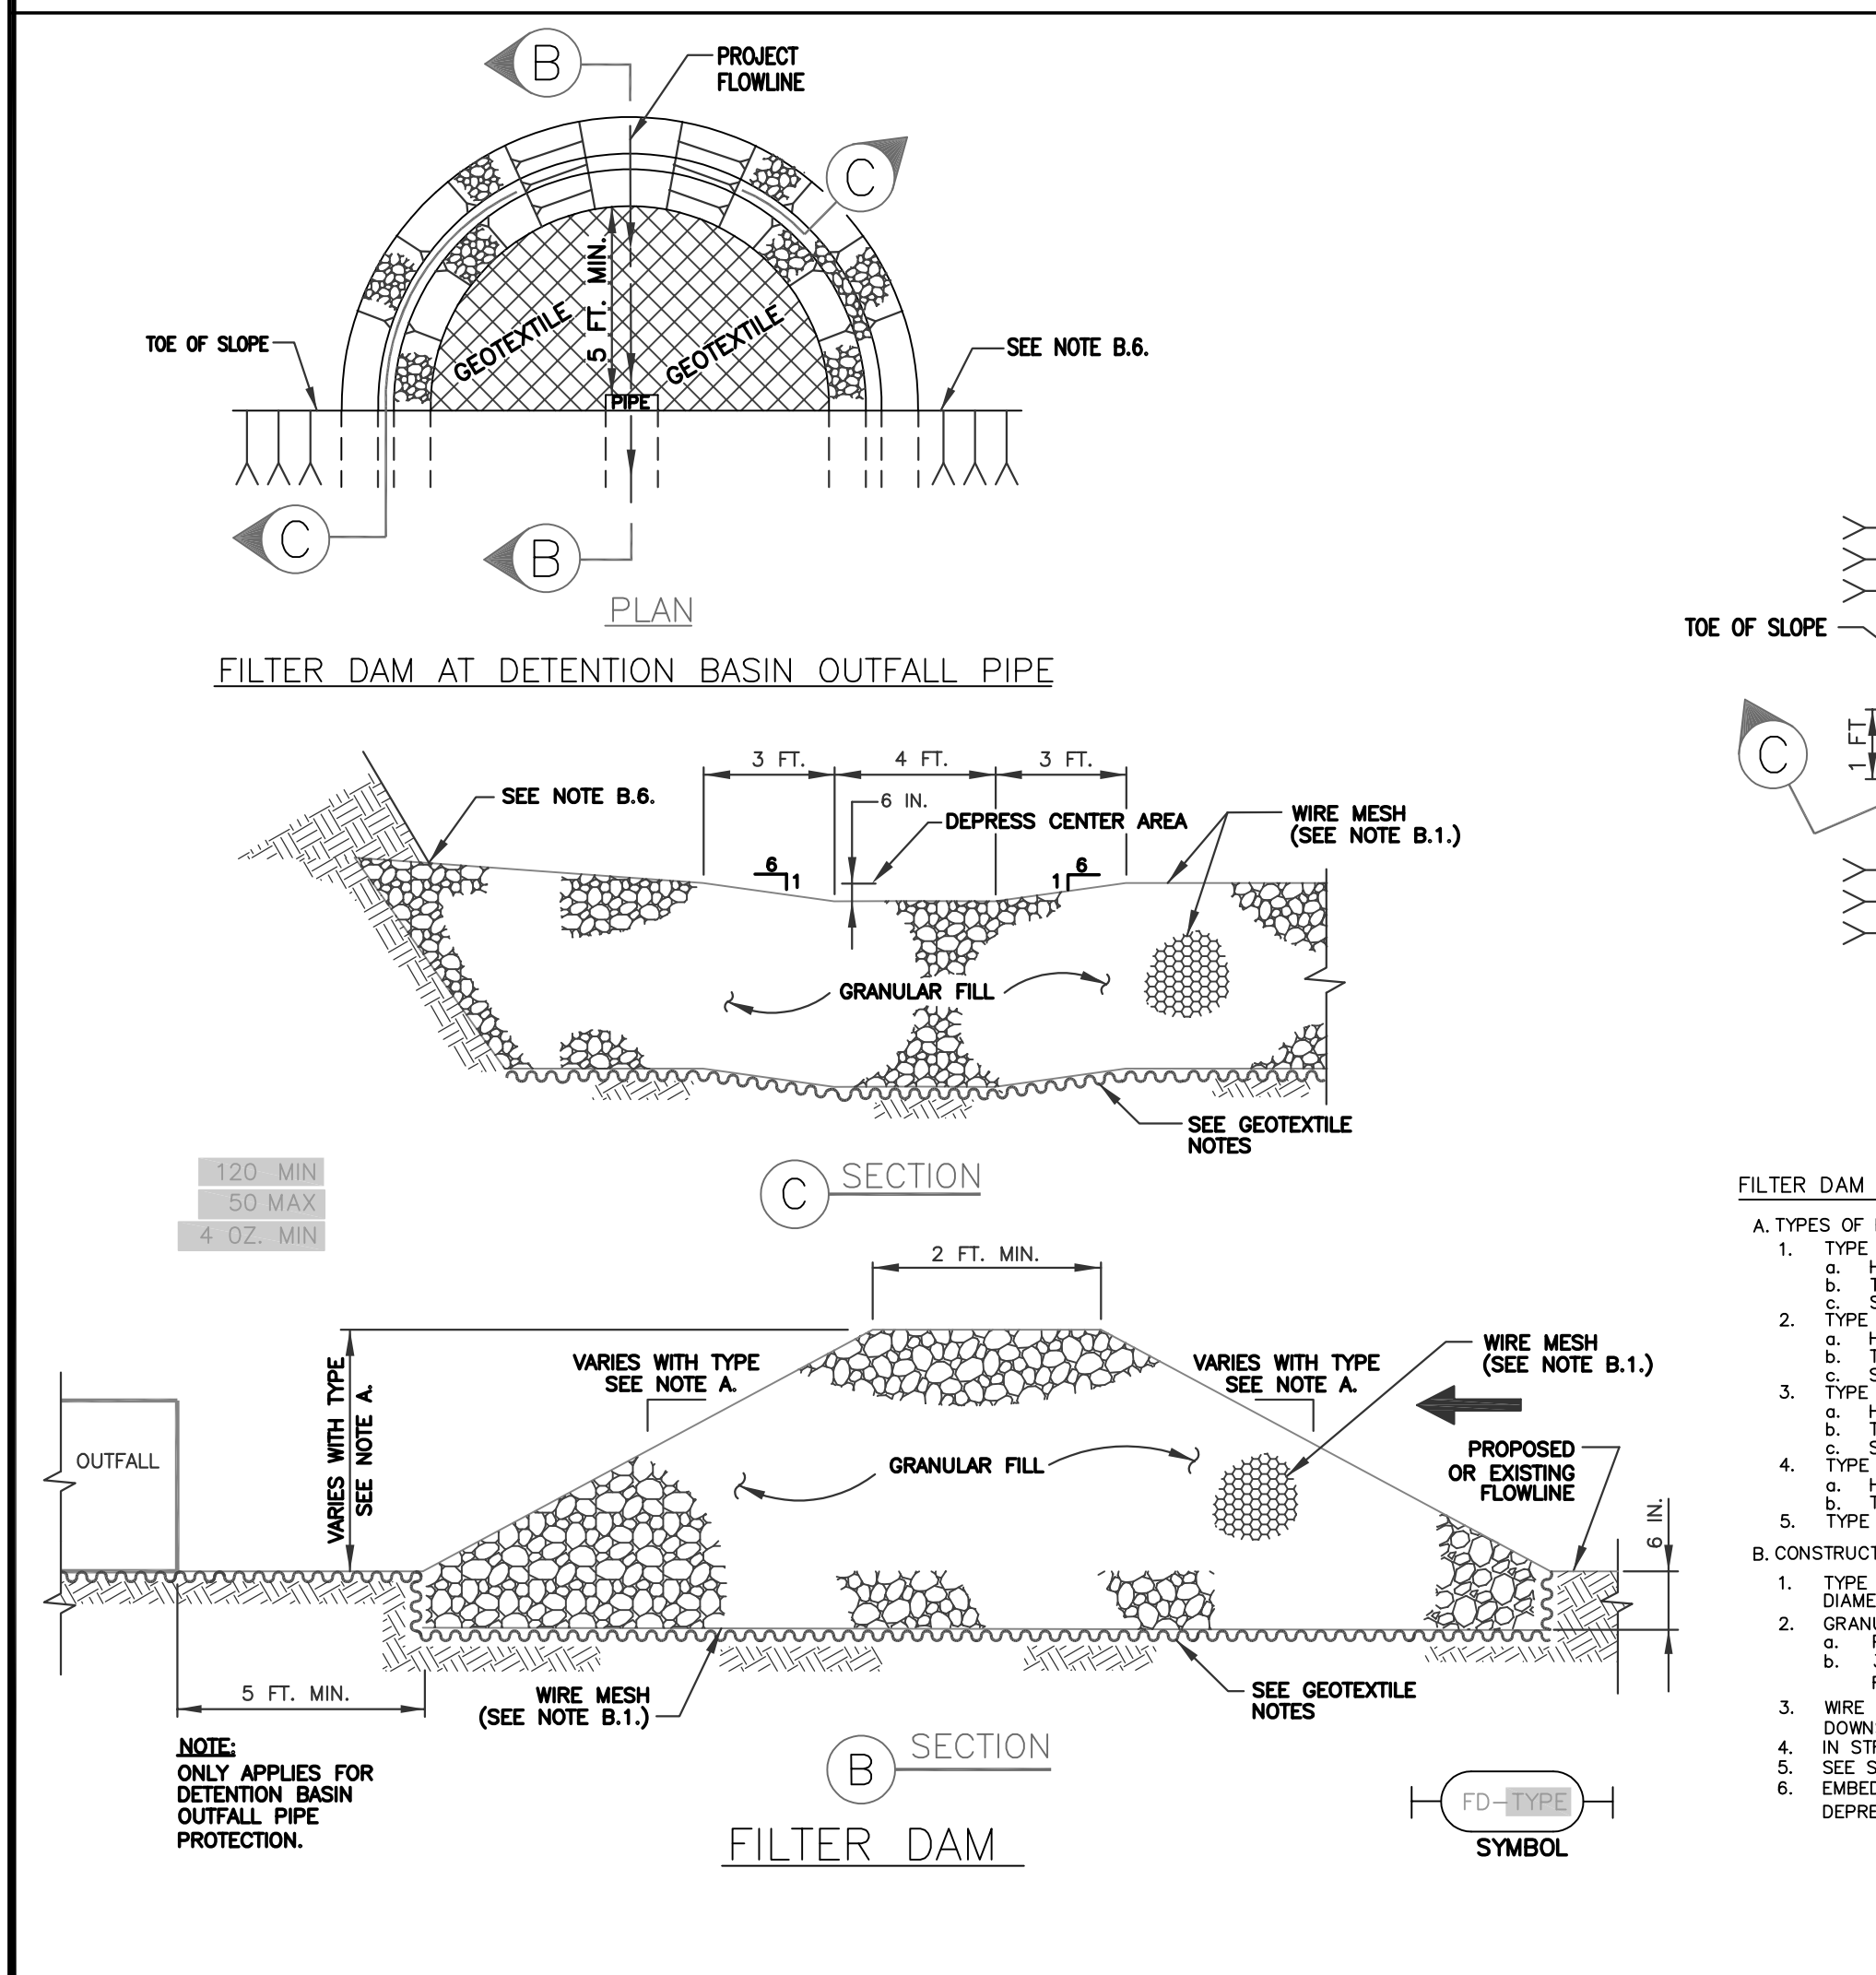 B
PROJECT
FLOWLINE
C
5 FT. MIN.
GEOTEXTILE
GEOTEXTILE
TOE OF SLOPE
SEE NOTE B.6.
PIPE
C
B
PLAN
FILTER DAM AT DETENTION BASIN OUTFALL PIPE
TOE OF SLOPE
C
1 FT
3 FT.
4 FT.
3 FT.
SEE NOTE B.6.
6 IN.
DEPRESS CENTER AREA
WIRE MESH
(SEE NOTE B.1.)
6
1
6
1
GRANULAR FILL
SEE GEOTEXTILE
NOTES
C SECTION
120 MIN
50 MAX
4 OZ. MIN
2 FT. MIN.
VARIES WITH TYPE
SEE NOTE A.
VARIES WITH TYPE
SEE NOTE A.
VARIES WITH TYPE
SEE NOTE A.
WIRE MESH
(SEE NOTE B.1.)
OUTFALL
GRANULAR FILL
PROPOSED
OR EXISTING
FLOWLINE
6 IN.
5 FT. MIN.
WIRE MESH
(SEE NOTE B.1.)
SEE GEOTEXTILE
NOTES
NOTE:
ONLY APPLIES FOR
DETENTION BASIN
OUTFALL PIPE
PROTECTION.
B SECTION
FILTER DAM
FD-TYPE
SYMBOL
FILTER DAM
A. TYPES OF
1. TYPE
a.
b.
c.
2. TYPE
a.
b.
c.
3. TYPE
a.
b.
c.
4. TYPE
a.
b.
5. TYPE
B. CONSTRUCT
1. TYPE
DIAME
2. GRANU
a.
b.
3. WIRE
DOWN
4. IN STR
5. SEE S
6. EMBED
DEPRE